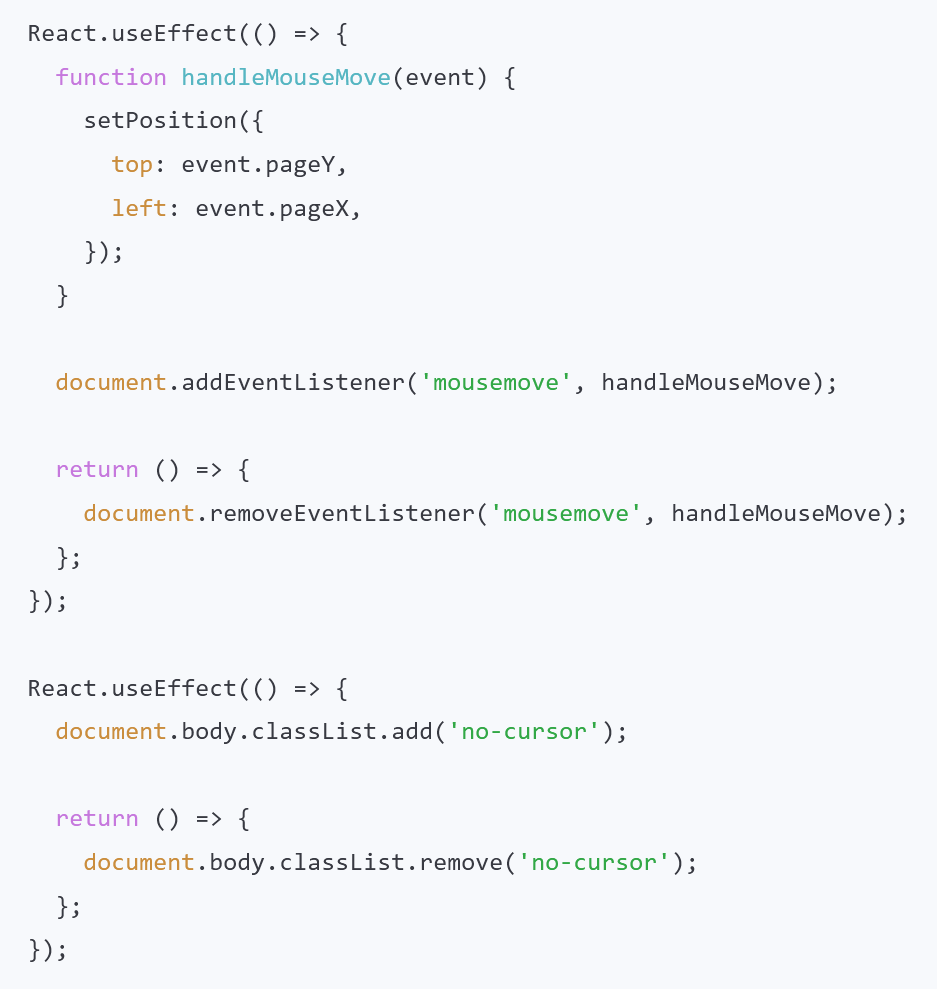 React.useEffect(() => {
  function handleMouseMove(event) {
    setPosition({
      top: event.pageY,
      left: event.pageX,
    });
  }

  document.addEventListener('mousemove', handleMouseMove);

  return () => {
    document.removeEventListener('mousemove', handleMouseMove);
  };
});

React.useEffect(() => {
  document.body.classList.add('no-cursor');

  return () => {
    document.body.classList.remove('no-cursor');
  };
});